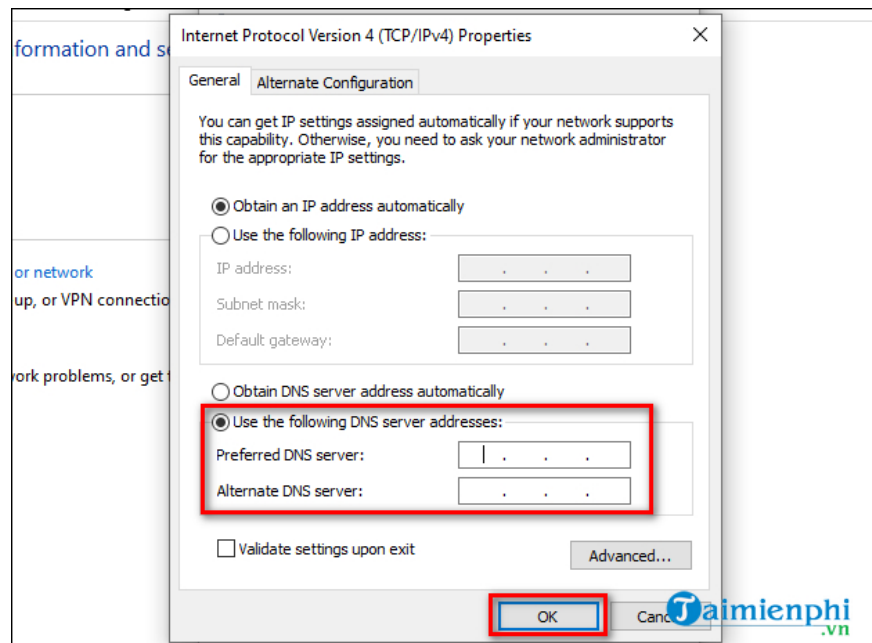 Internet Protocol Version 4 (TCP/IPv4) Properties
formation and se
General
Alternate Configuration
You can get IP settings assigned automatically if your network supports
this capability. Otherwise, you need to ask your network administrator
for the appropriate IP settings.
Obtain an IP address automatically
Use the following IP address:
or network
IP address:
up, or VPN connectio
Subnet mask:
Default gateway:
ork problems, or get
Obtain DNS server address automatically
Use the following DNS server addresses:
Preferred DNS server:
Alternate DNS server:
Validate settings upon exit
Advanced...
OK
Canc
Taimienphi
.vn